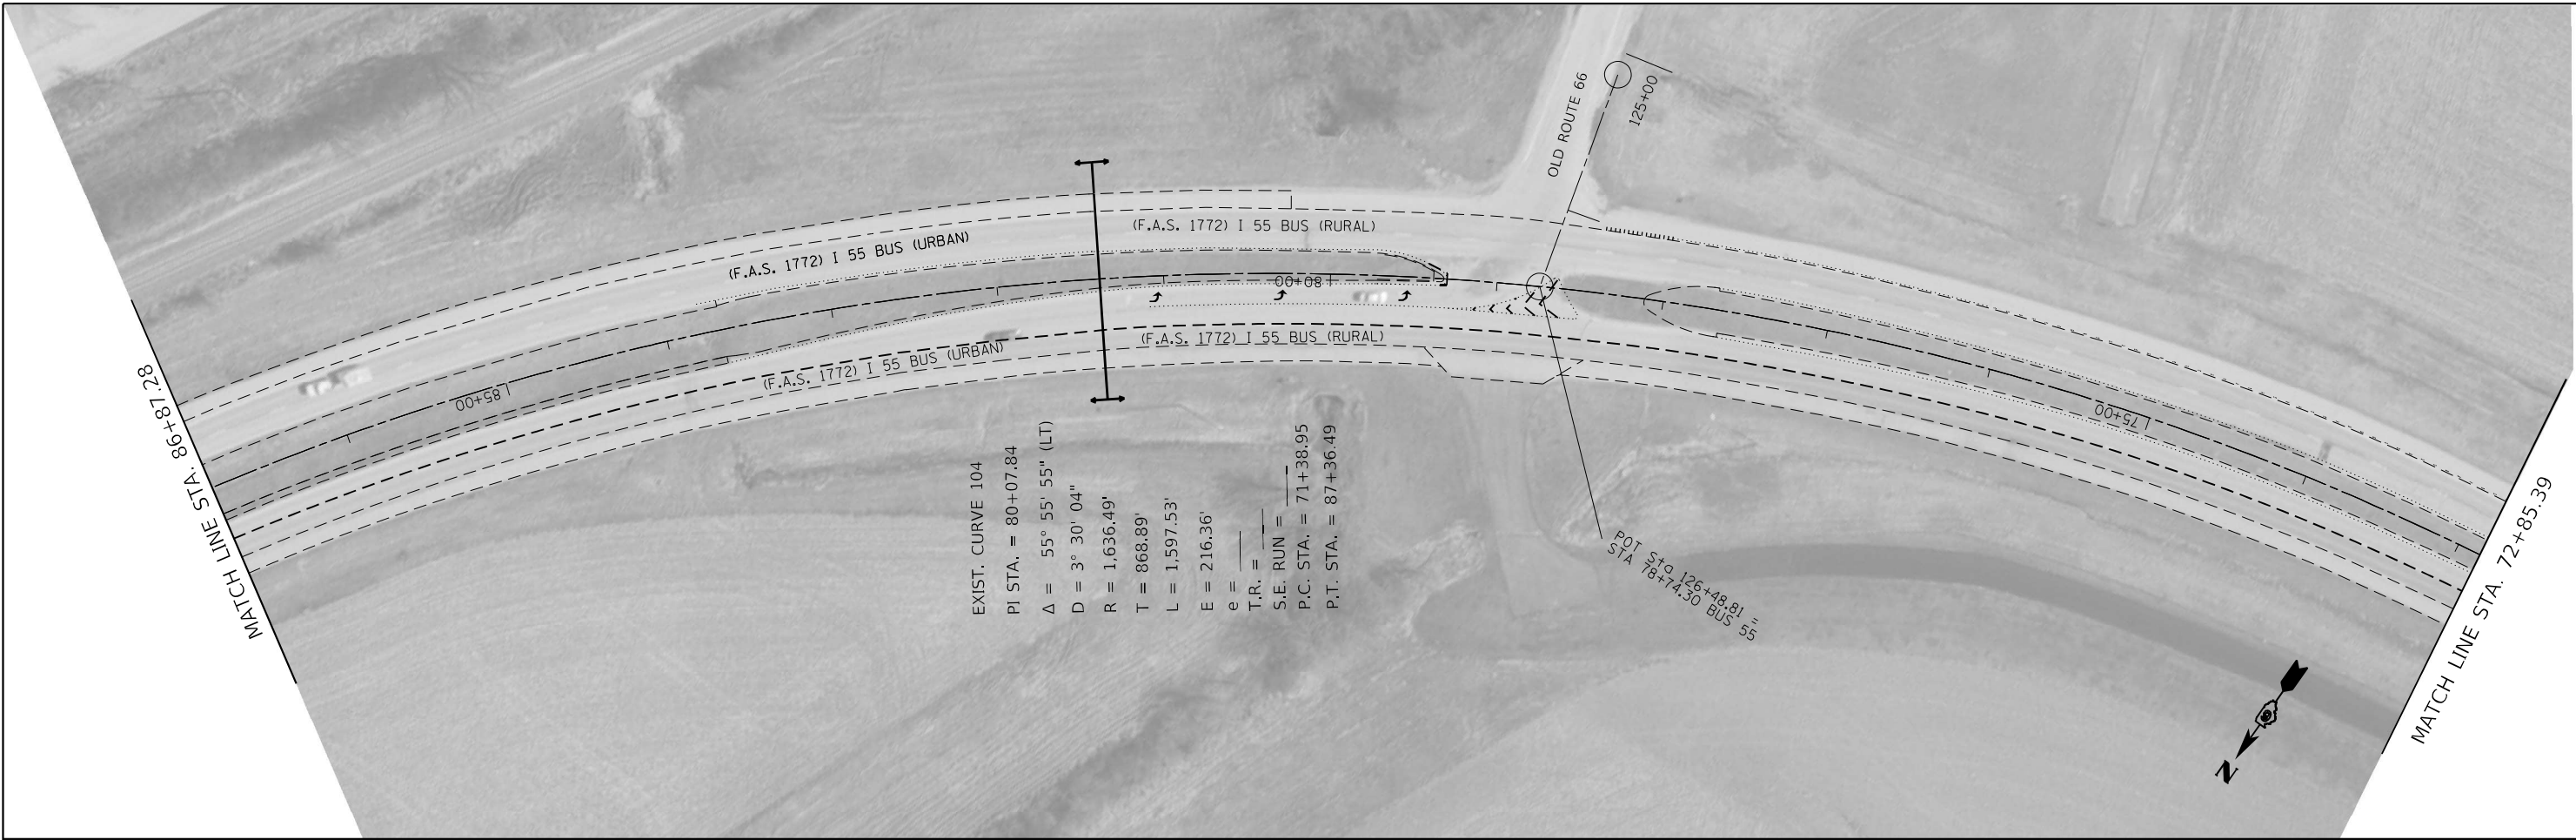 OLD ROUTE 66
125+00
(F.A.S. 1772) I 55 BUS (URBAN)
(F.A.S. 1772) I 55 BUS (RURAL)
80+00
(F.A.S. 1772) I 55 BUS (URBAN)
(F.A.S. 1772) I 55 BUS (RURAL)
85+00
75+00
MATCH LINE STA. 86+87.28
MATCH LINE STA. 72+85.39
EXIST. CURVE 104
PI STA. = 80+07.84
Δ = 55° 55' 55" (LT)
D = 3° 30' 04"
R = 1,636.49'
T = 868.89'
L = 1,597.53'
E = 216.36'
e =
T.R. =
S.E. RUN =
P.C. STA. = 71+38.95
P.T. STA. = 87+36.49
POT Sta 126+48.81 =
STA 78+74.30 BUS 55
N